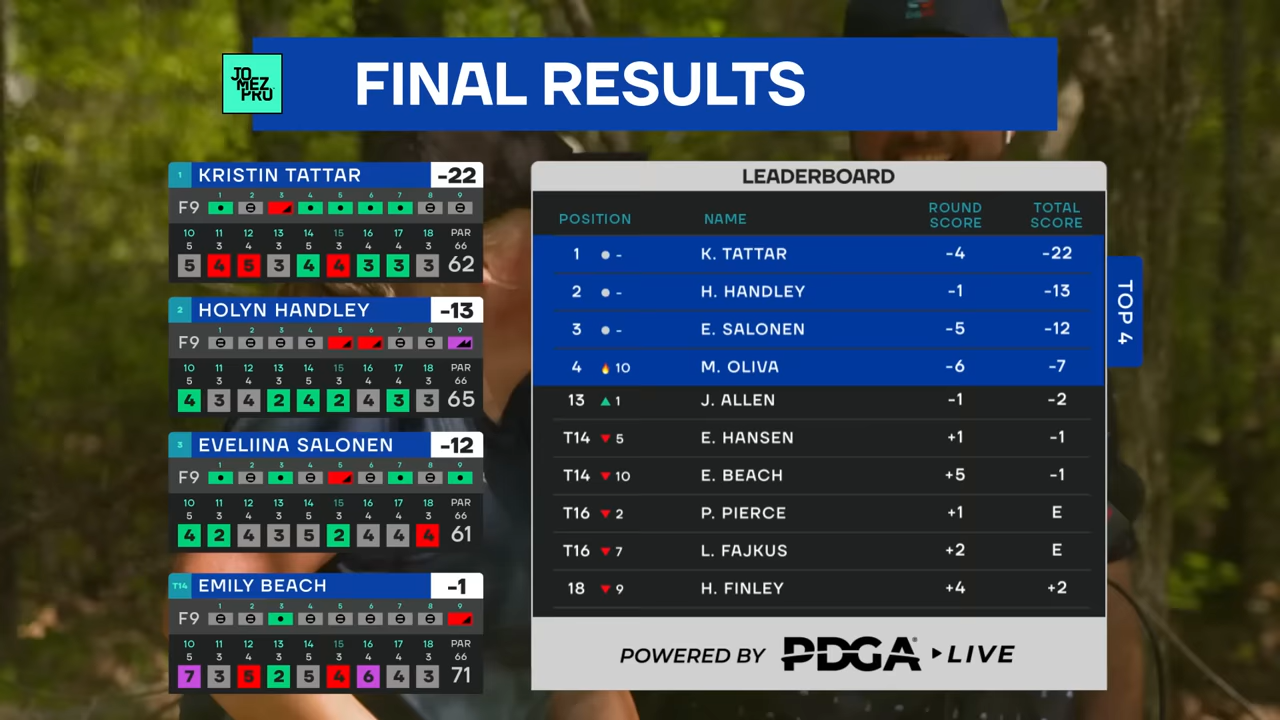 JO
MEZ
PRO
FINAL RESULTS
1 KRISTIN TATTAR -22
1 2 3 4 5 6 7 8 9
F9
10 11 12 13 14 15 16 17 18 PAR
5 3 4 3 5 3 4 4 3 66
5 4 5 3 4 4 3 3 3 62
2 HOLYN HANDLEY -13
1 2 3 4 5 6 7 8 9
F9
10 11 12 13 14 15 16 17 18 PAR
5 3 4 3 5 3 4 4 3 66
4 3 4 2 4 2 4 3 3 65
3 EVELIINA SALONEN -12
1 2 3 4 5 6 7 8 9
F9
10 11 12 13 14 15 16 17 18 PAR
5 3 4 3 5 3 4 4 3 66
4 2 4 3 5 2 4 4 4 61
T14 EMILY BEACH -1
1 2 3 4 5 6 7 8 9
F9
10 11 12 13 14 15 16 17 18 PAR
5 3 4 3 5 3 4 4 3 66
7 3 5 2 5 4 6 4 3 71
LEADERBOARD
POSITION NAME ROUND SCORE TOTAL SCORE
1 - K. TATTAR -4 -22
2 - H. HANDLEY -1 -13
3 - E. SALONEN -5 -12
4 10 M. OLIVA -6 -7
13 1 J. ALLEN -1 -2
T14 5 E. HANSEN +1 -1
T14 10 E. BEACH +5 -1
T16 2 P. PIERCE +1 E
T16 7 L. FAJKUS +2 E
18 9 H. FINLEY +4 +2
TOP 4
POWERED BY PDGA LIVE